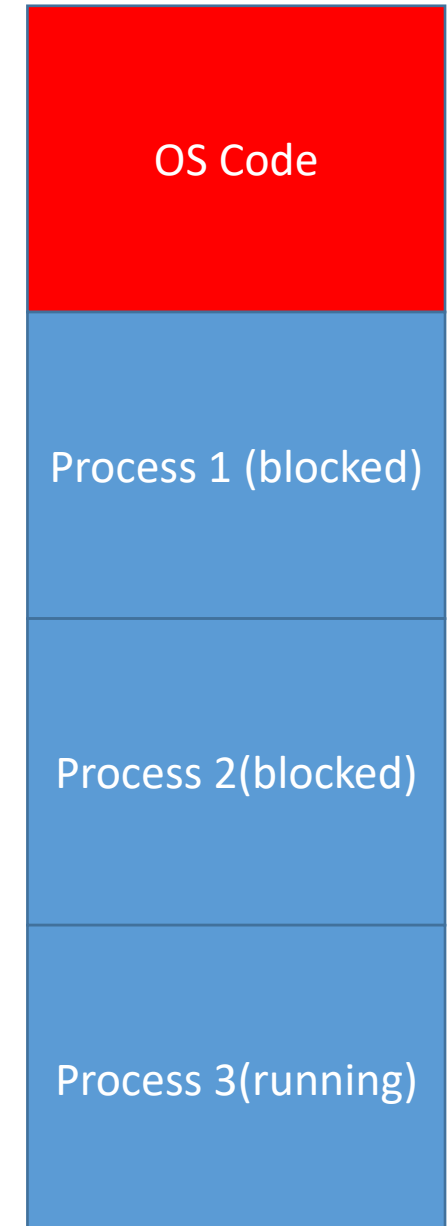 OS Code
Process 1 (blocked)
Process 2(blocked)
Process 3(running)